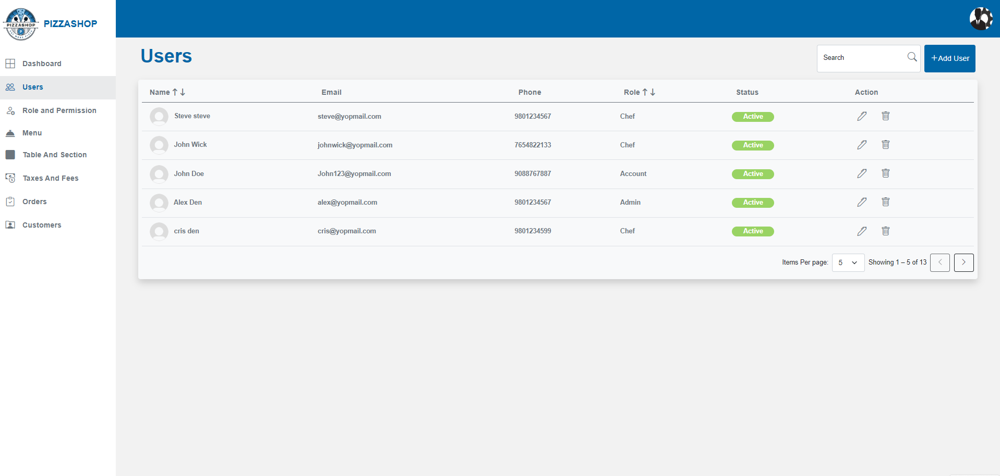 PIZZASHOP
PIZZASHOP
Dashboard
Users
Role and Permission
Menu
Table And Section
Taxes And Fees
Orders
Customers
Users
Search
+Add User
Name Email Phone Role Status Action
Steve steve steve@yopmail.com 9801234567 Chef Active
John Wick johnwick@yopmail.com 7654822133 Chef Active
John Doe John123@yopmail.com 9088767887 Account Active
Alex Den alex@yopmail.com 9801234567 Admin Active
cris den cris@yopmail.com 9801234599 Chef Active
Items Per page: 5 Showing 1 – 5 of 13